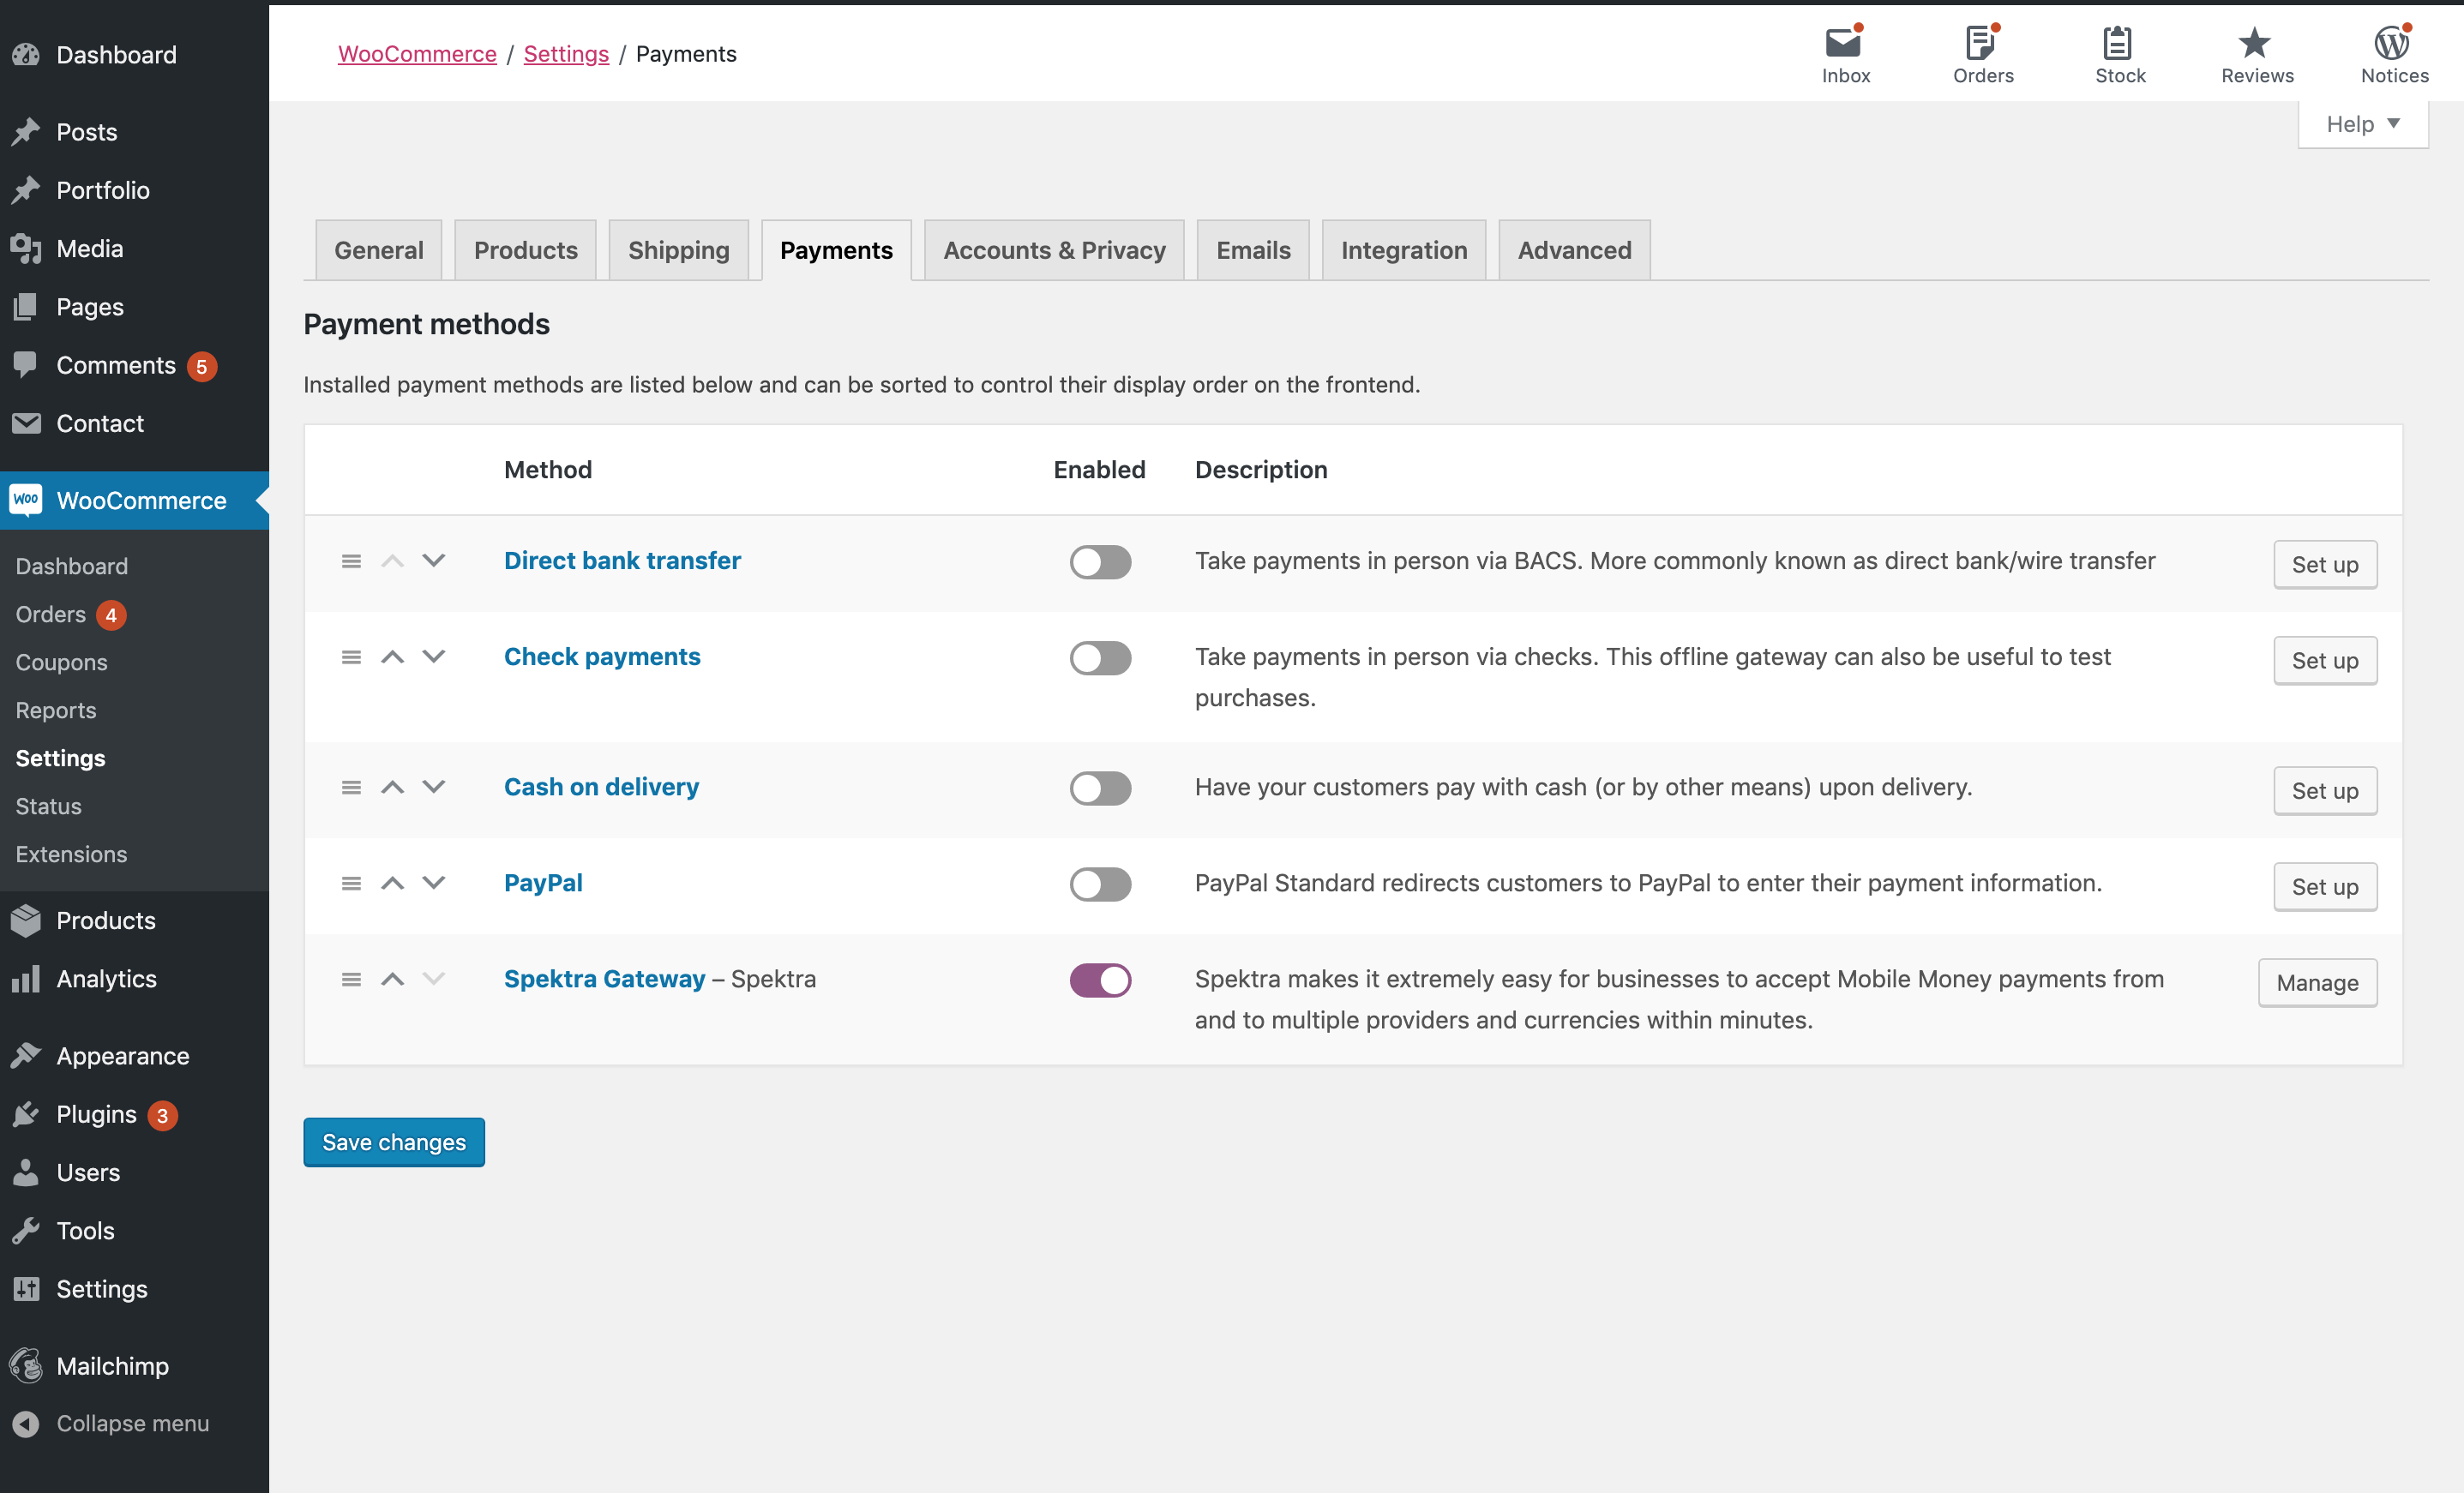 Dashboard
Posts
Portfolio
Media
Pages
Comments 5
Contact
Woo WooCommerce
Dashboard
Orders 4
Coupons
Reports
Settings
Status
Extensions
Products
Analytics
Appearance
Plugins 3
Users
Tools
Settings
Mailchimp
Collapse menu
WooCommerce / Settings / Payments
Inbox
Orders
Stock
Reviews
Notices
Help
General
Products
Shipping
Payments
Accounts & Privacy
Emails
Integration
Advanced
Payment methods
Installed payment methods are listed below and can be sorted to control their display order on the frontend.
Method Enabled Description
Direct bank transfer Take payments in person via BACS. More commonly known as direct bank/wire transfer Set up
Check payments Take payments in person via checks. This offline gateway can also be useful to test Set up
purchases.
Cash on delivery Have your customers pay with cash (or by other means) upon delivery. Set up
PayPal PayPal Standard redirects customers to PayPal to enter their payment information. Set up
Spektra Gateway – Spektra Spektra makes it extremely easy for businesses to accept Mobile Money payments from Manage
and to multiple providers and currencies within minutes.
Save changes